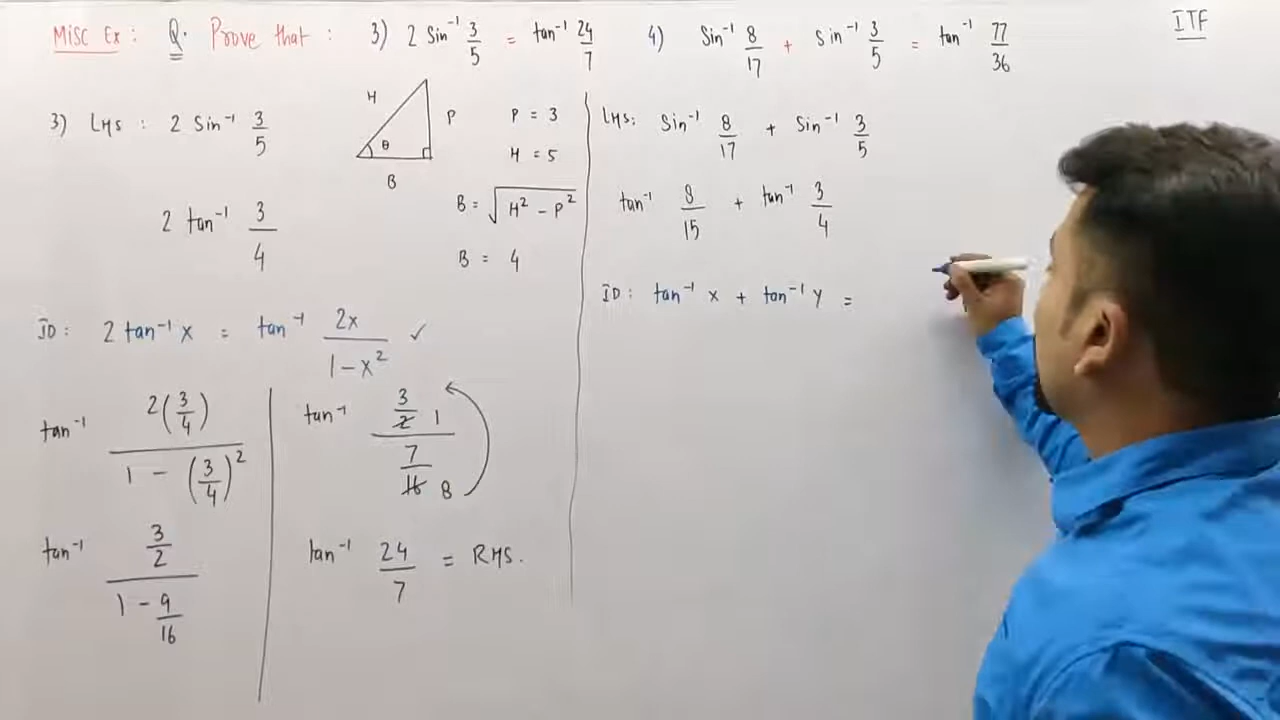 Misc Ex : Q. Prove that : 3) 2 Sin⁻¹ 3/5 = tan⁻¹ 24/7 4) Sin⁻¹ 8/17 + Sin⁻¹ 3/5 = tan⁻¹ 77/36
ITF
3) LHS : 2 Sin⁻¹ 3/5
2 tan⁻¹ 3/4
H
P
θ
B
P = 3
H = 5
B = √(H² – P²)
B = 4
ID : 2 tan⁻¹ x = tan⁻¹ 2x/(1 – x²) ✓
tan⁻¹ 2(3/4)/(1 – (3/4)²)
tan⁻¹ (3/2)/(1 – 9/16)
tan⁻¹ (3/2 1)/(7/16 8)
tan⁻¹ 24/7 = RHS.
LHS: Sin⁻¹ 8/17 + Sin⁻¹ 3/5
tan⁻¹ 8/15 + tan⁻¹ 3/4
ID: tan⁻¹ x + tan⁻¹ y =